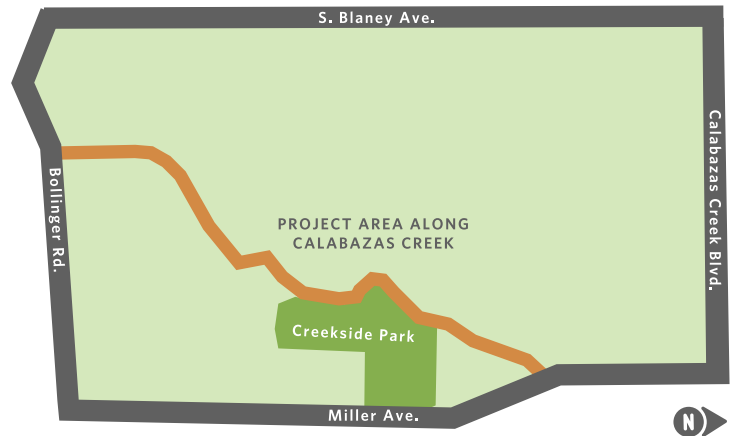 S. Blaney Ave.
Calabazas Creek Blvd.
Bollinger Rd.
PROJECT AREA ALONG
CALABAZAS CREEK
Creekside Park
Miller Ave.
N